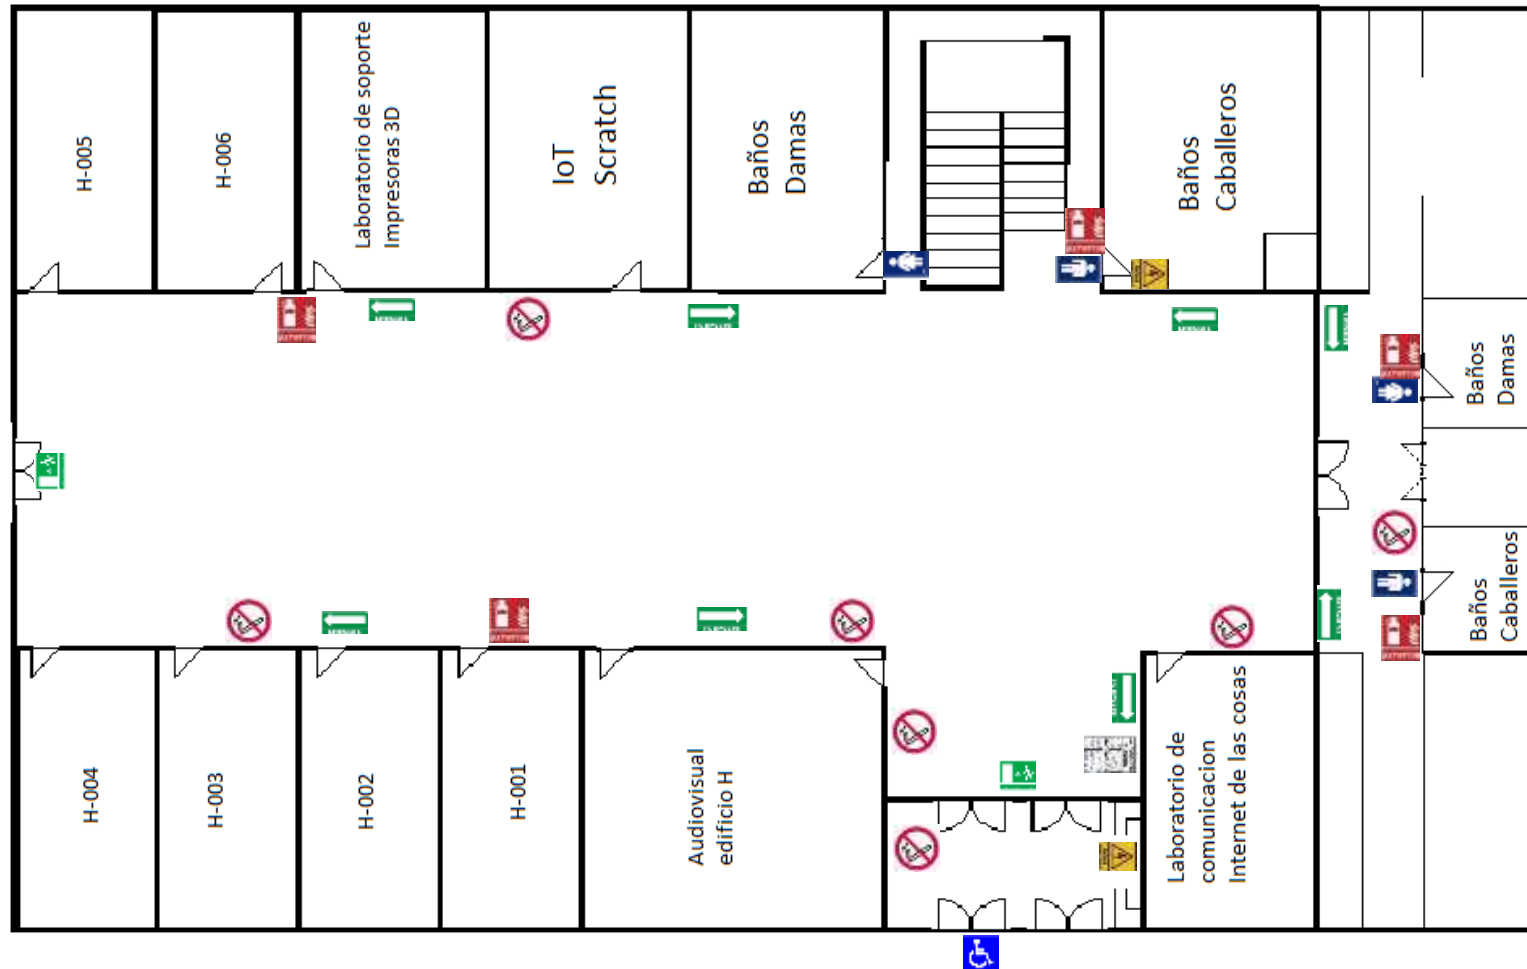 H-005
H-006
Laboratorio de soporte
Impresoras 3D
IoT
Scratch
Baños
Damas
Baños
Caballeros
Baños
Damas
Baños
Caballeros
H-004
H-003
H-002
H-001
Audiovisual
edificio H
Laboratorio de
comunicacion
Internet de las cosas